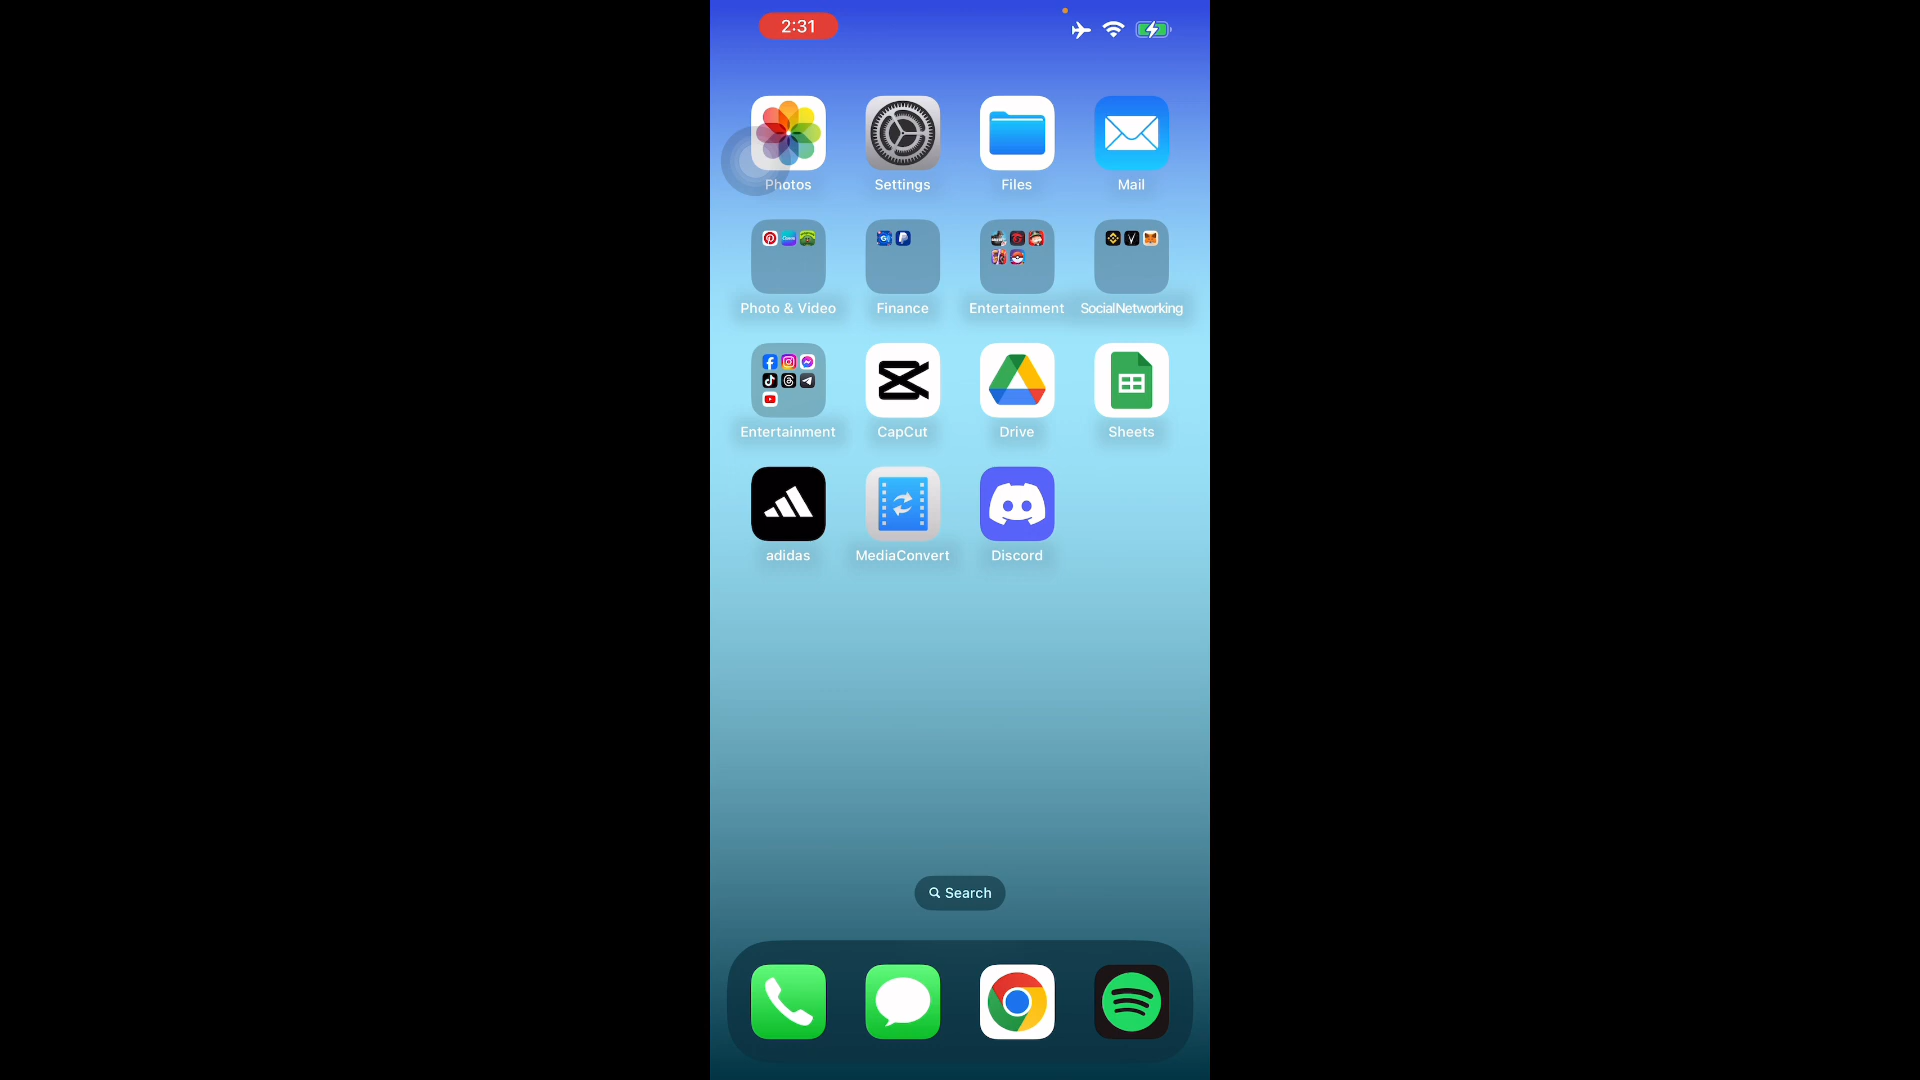 2:31
Photos Settings Files Mail
Photo & Video Finance Entertainment SocialNetworking
Entertainment CapCut Drive Sheets
adidas MediaConvert Discord
Search